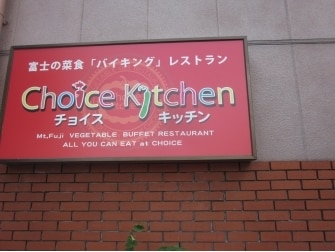 富士の菜食「バイキング」レストラン
Choice Kitchen
チョイス キッチン
Mt.Fuji VEGETABLE BUFFET RESTAURANT
ALL YOU CAN EAT at CHOICE